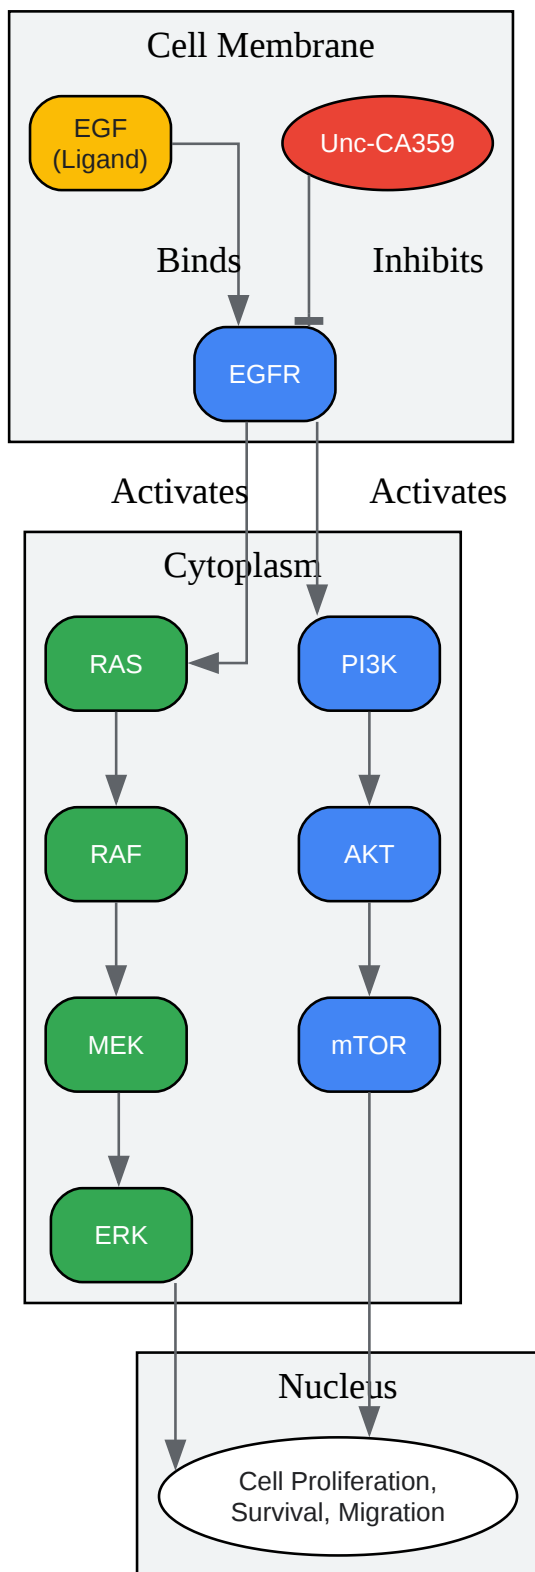 Cell Membrane
EGF
(Ligand)
Unc-CA359
Binds
Inhibits
EGFR
Activates
Activates
Cytoplasm
RAS
PI3K
RAF
AKT
MEK
mTOR
ERK
Nucleus
Cell Proliferation,
Survival, Migration